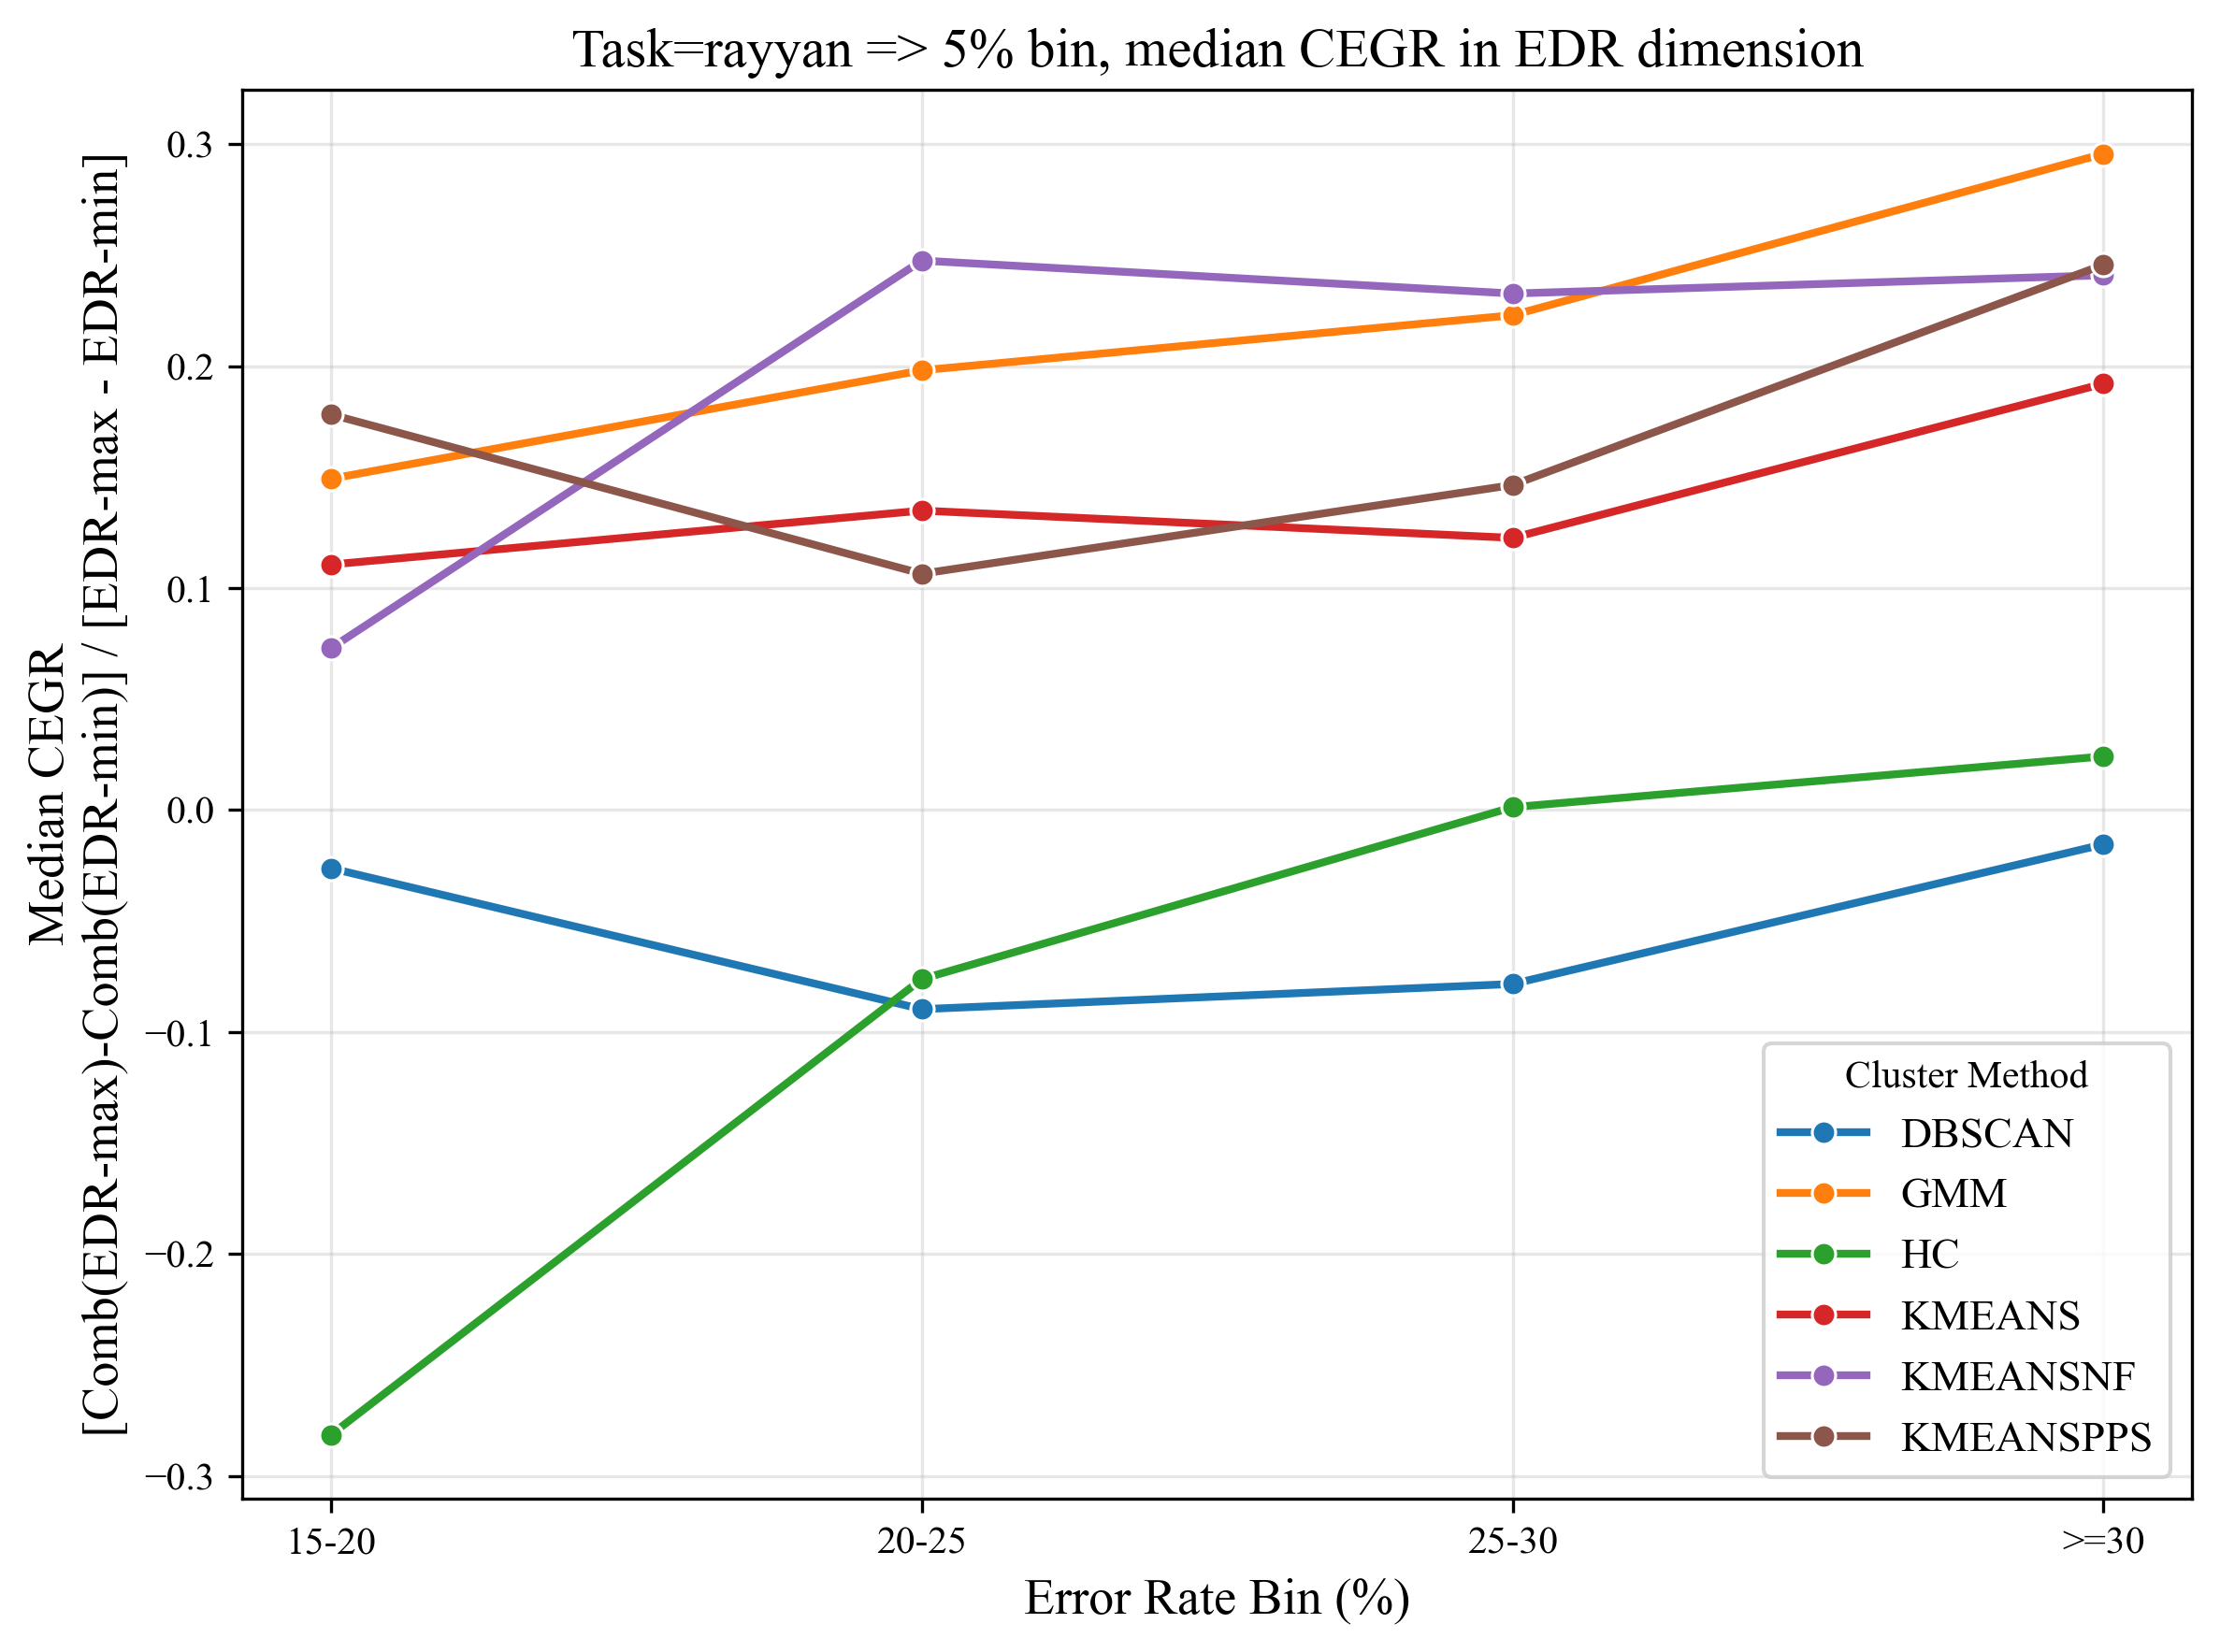 Task=rayyan => 5% bin, median CEGR in EDR dimension
Median CEGR
[Comb(EDR-max)-Comb(EDR-min)] / [EDR-max - EDR-min]
0.3
0.2
0.1
0.0
−0.1
−0.2
−0.3
15-20
20-25
25-30
>=30
Error Rate Bin (%)
Cluster Method
DBSCAN
GMM
HC
KMEANS
KMEANSNF
KMEANSPPS